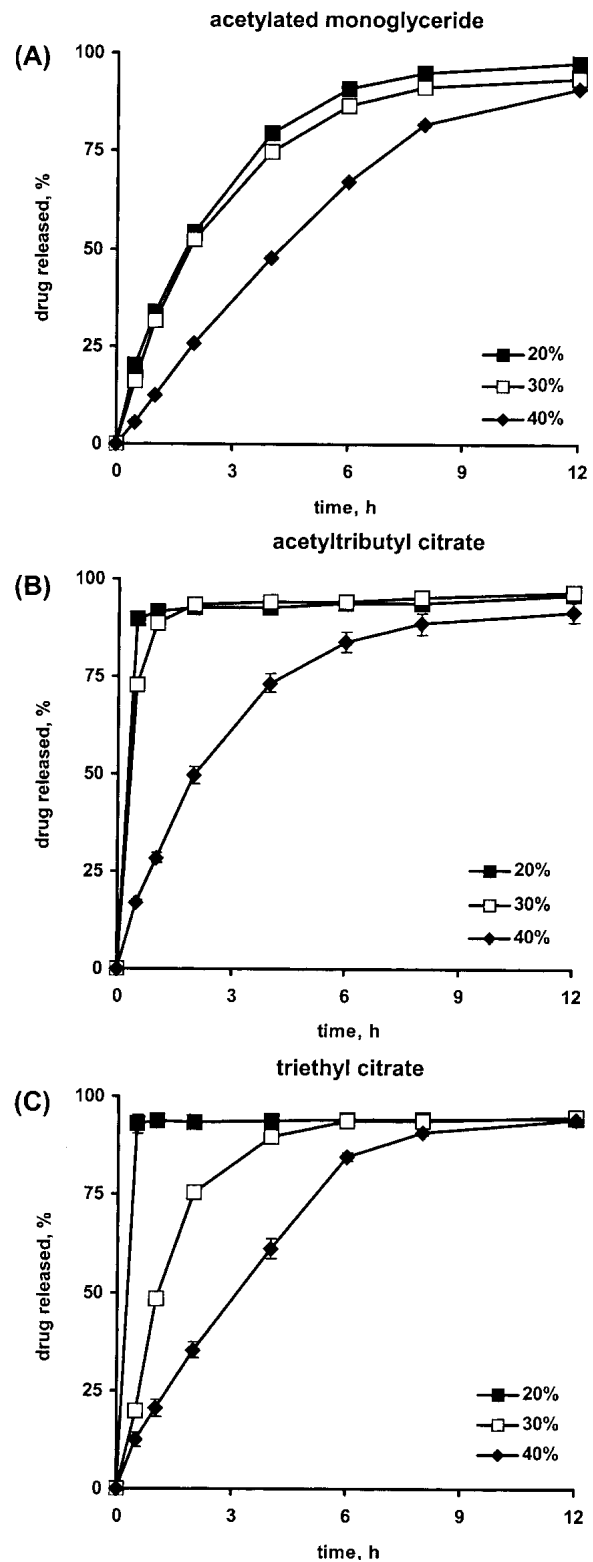 acetylated monoglyceride
(A)
100
75
50
25
0
drug released, %
20%
30%
40%
0 3 6 9 12
time, h
acetyltributyl citrate
(B)
100
75
50
25
0
drug released, %
20%
30%
40%
0 3 6 9 12
time, h
triethyl citrate
(C)
100
75
50
25
0
drug released, %
20%
30%
40%
0 3 6 9 12
time, h